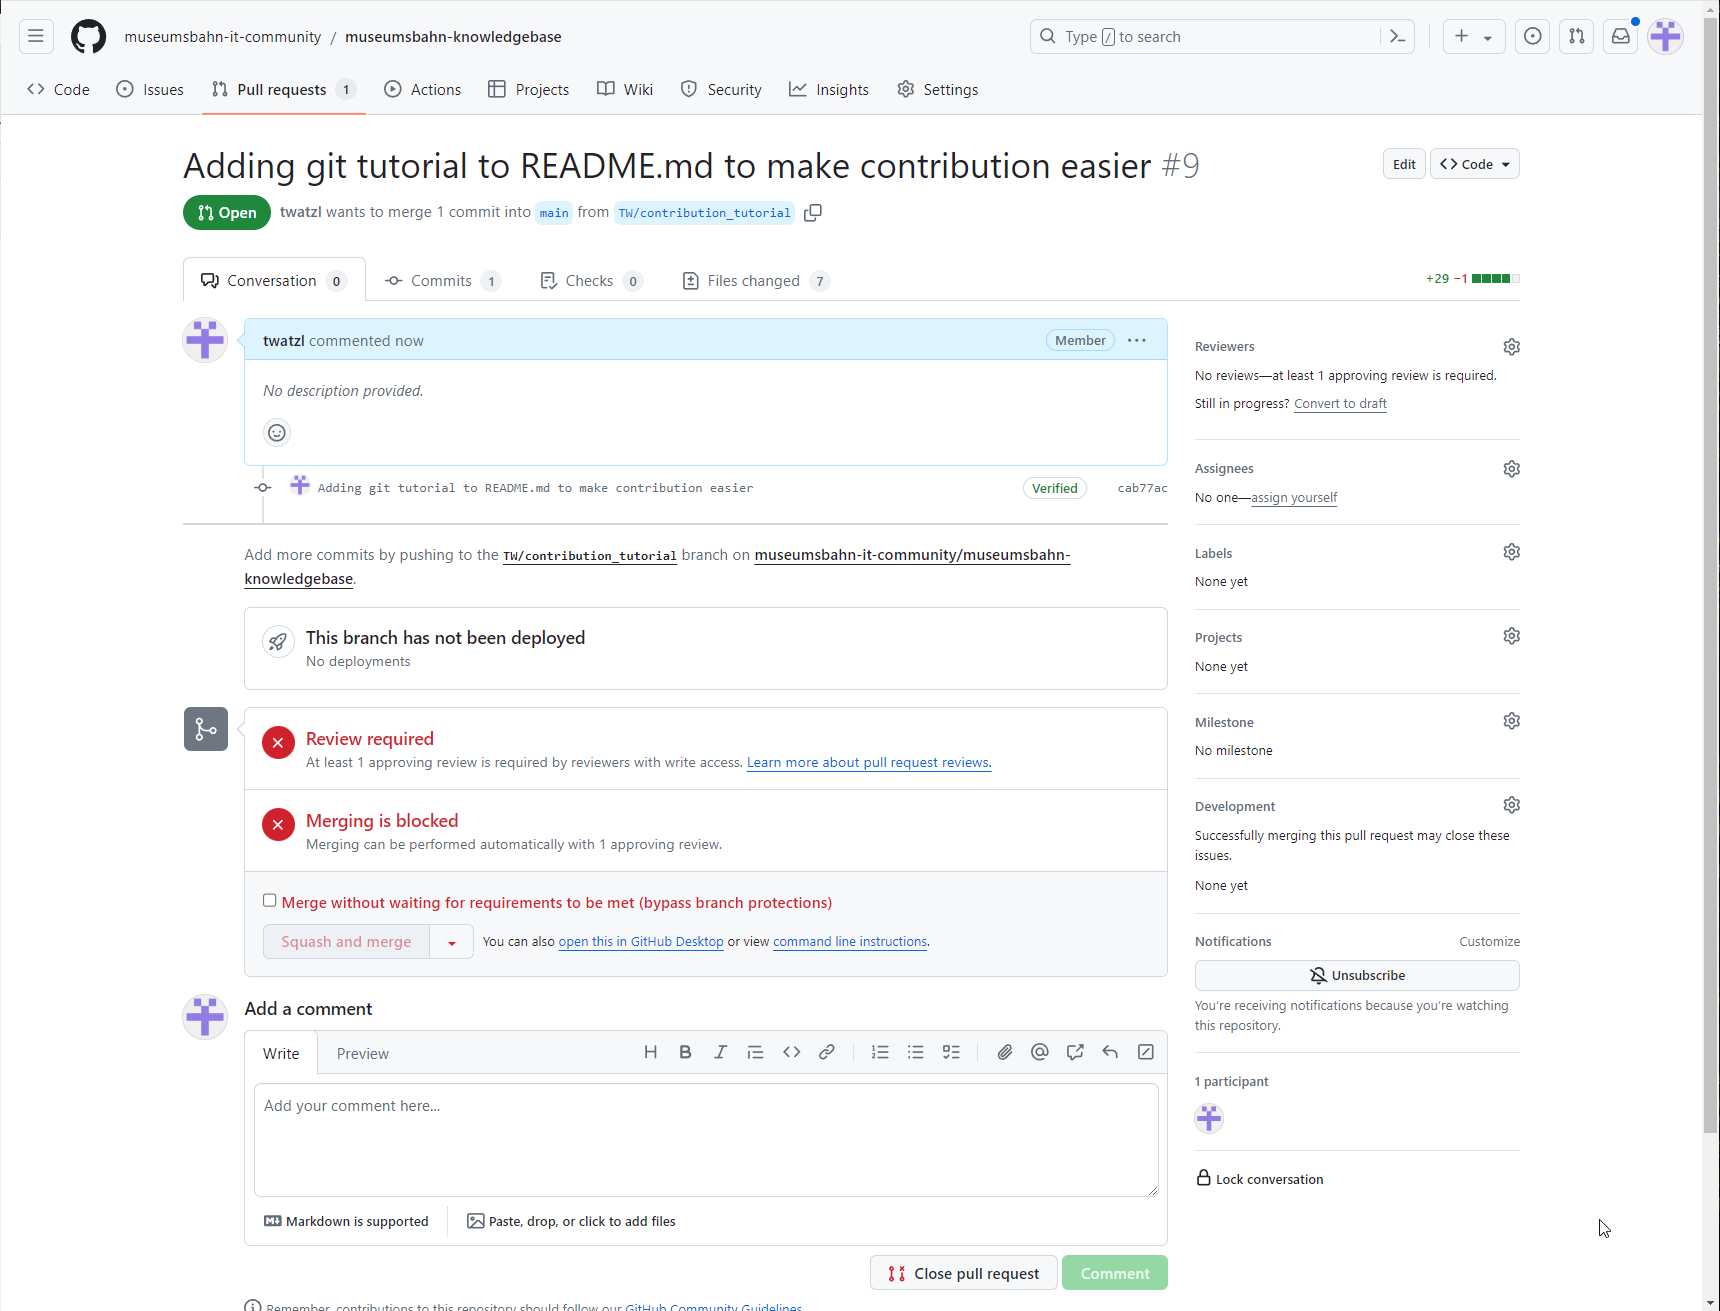 museumsbahn-it-community / museumsbahn-knowledgebase
Type / to search
Code
Issues
Pull requests 1
Actions
Projects
Wiki
Security
Insights
Settings
Adding git tutorial to README.md to make contribution easier #9
Edit
Code
Open
twatzl wants to merge 1 commit into main from TW/contribution_tutorial
Conversation 0
Commits 1
Checks 0
Files changed 7
+29 −1
twatzl commented now
Member
No description provided.
Adding git tutorial to README.md to make contribution easier
Verified
cab77ac
Add more commits by pushing to the TW/contribution_tutorial branch on museumsbahn-it-community/museumsbahn-
knowledgebase.
This branch has not been deployed
No deployments
Review required
At least 1 approving review is required by reviewers with write access. Learn more about pull request reviews.
Merging is blocked
Merging can be performed automatically with 1 approving review.
Merge without waiting for requirements to be met (bypass branch protections)
Squash and merge
You can also open this in GitHub Desktop or view command line instructions.
Add a comment
Write
Preview
Add your comment here...
Markdown is supported
Paste, drop, or click to add files
Close pull request
Comment
Remember, contributions to this repository should follow our GitHub Community Guidelines.
Reviewers
No reviews—at least 1 approving review is required.
Still in progress? Convert to draft
Assignees
No one—assign yourself
Labels
None yet
Projects
None yet
Milestone
No milestone
Development
Successfully merging this pull request may close these
issues.
None yet
Notifications
Customize
Unsubscribe
You're receiving notifications because you're watching
this repository.
1 participant
Lock conversation